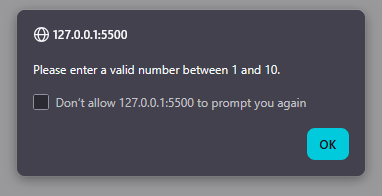 127.0.0.1:5500
Please enter a valid number between 1 and 10.
Don't allow 127.0.0.1:5500 to prompt you again
OK